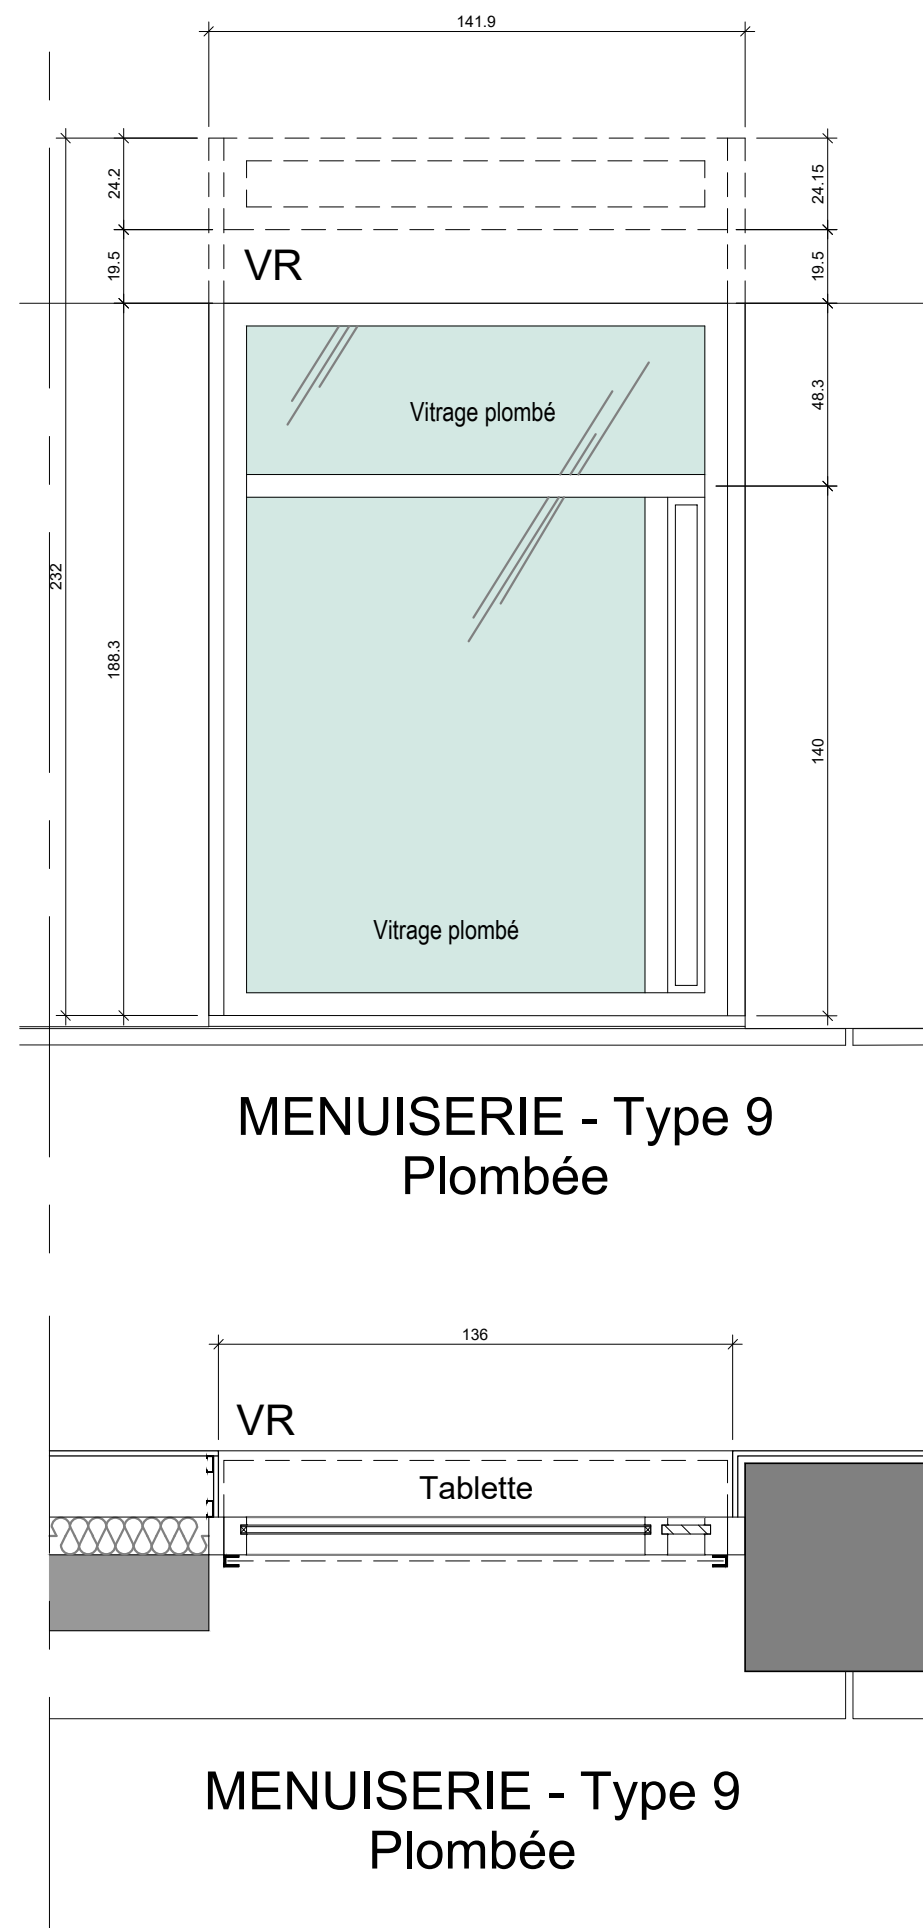 141.9
24.2
24.15
19.5
VR
19.5
48.3
Vitrage plombé
232
188.3
140
Vitrage plombé
MENUISERIE - Type 9
Plombée
136
VR
Tablette
MENUISERIE - Type 9
Plombée